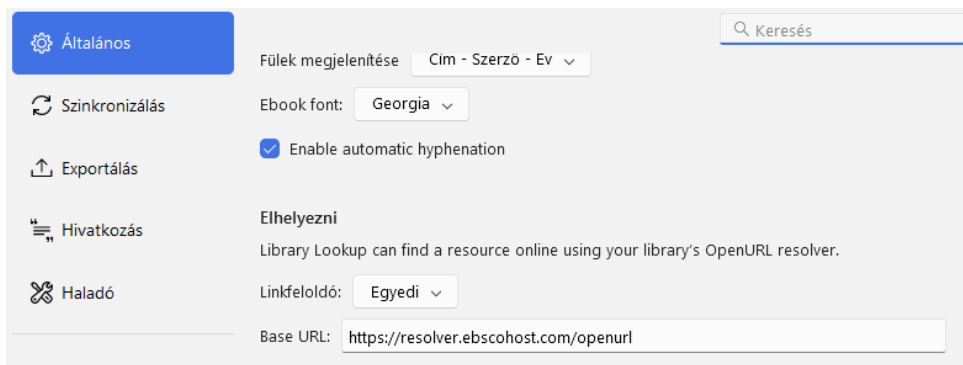 Általános
Szinkronizálás
Exportálás
Hivatkozás
Haladó
Keresés
Fülek megjelenítése Cím - Szerző - Év
Ebook font: Georgia
Enable automatic hyphenation
Elhelyezni
Library Lookup can find a resource online using your library's OpenURL resolver.
Linkfeloldó: Egyedi
Base URL: https://resolver.ebscohost.com/openurl